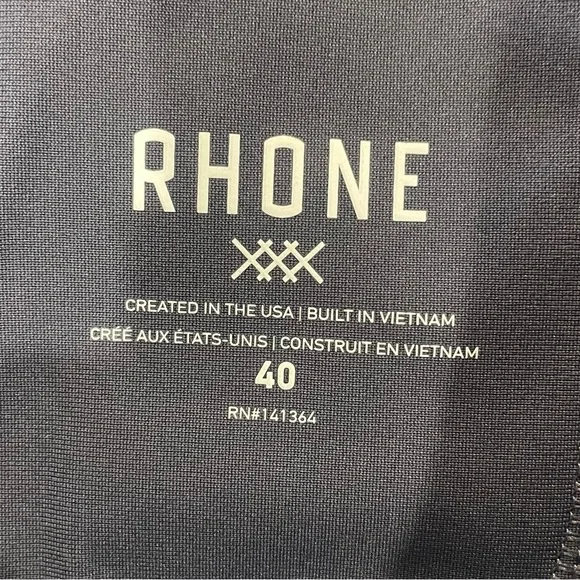 RHONE
CREATED IN THE USA | BUILT IN VIETNAM
CRÉÉ AUX ÉTATS-UNIS | CONSTRUIT EN VIETNAM
40
RN#141364